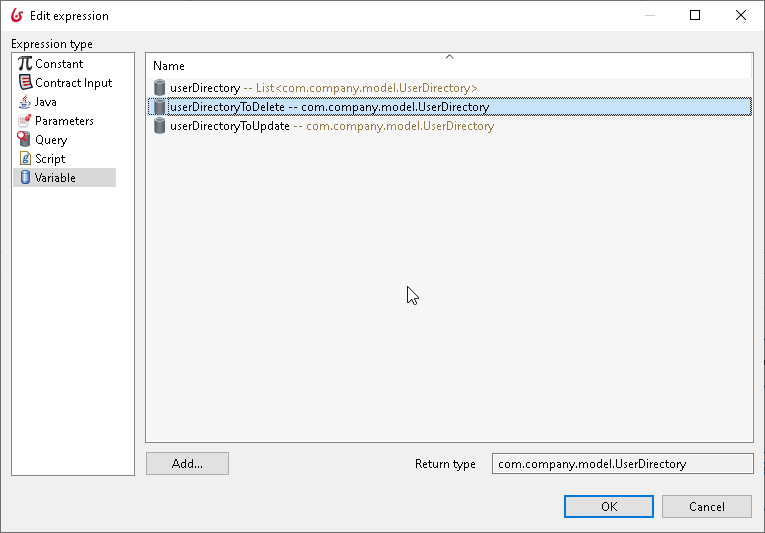 Edit expression
Expression type
Constant
Contract Input
Java
Parameters
Query
Script
Variable
Name
userDirectory -- List<com.company.model.UserDirectory>
userDirectoryToDelete -- com.company.model.UserDirectory
userDirectoryToUpdate -- com.company.model.UserDirectory
Add...
Return type
com.company.model.UserDirectory
OK
Cancel